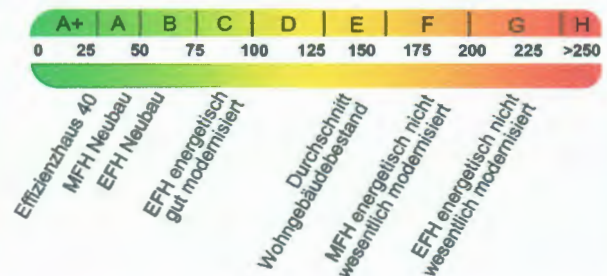 A+ A B C D E F G H
0 25 50 75 100 125 150 175 200 225 >250
Effizienzhaus 40
MFH Neubau
EFH Neubau
EFH energetisch
gut modernisiert
Durchschnitt
Wohngebäudebestand
MFH energetisch nicht
wesentlich modernisiert
EFH energetisch nicht
wesentlich modernisiert